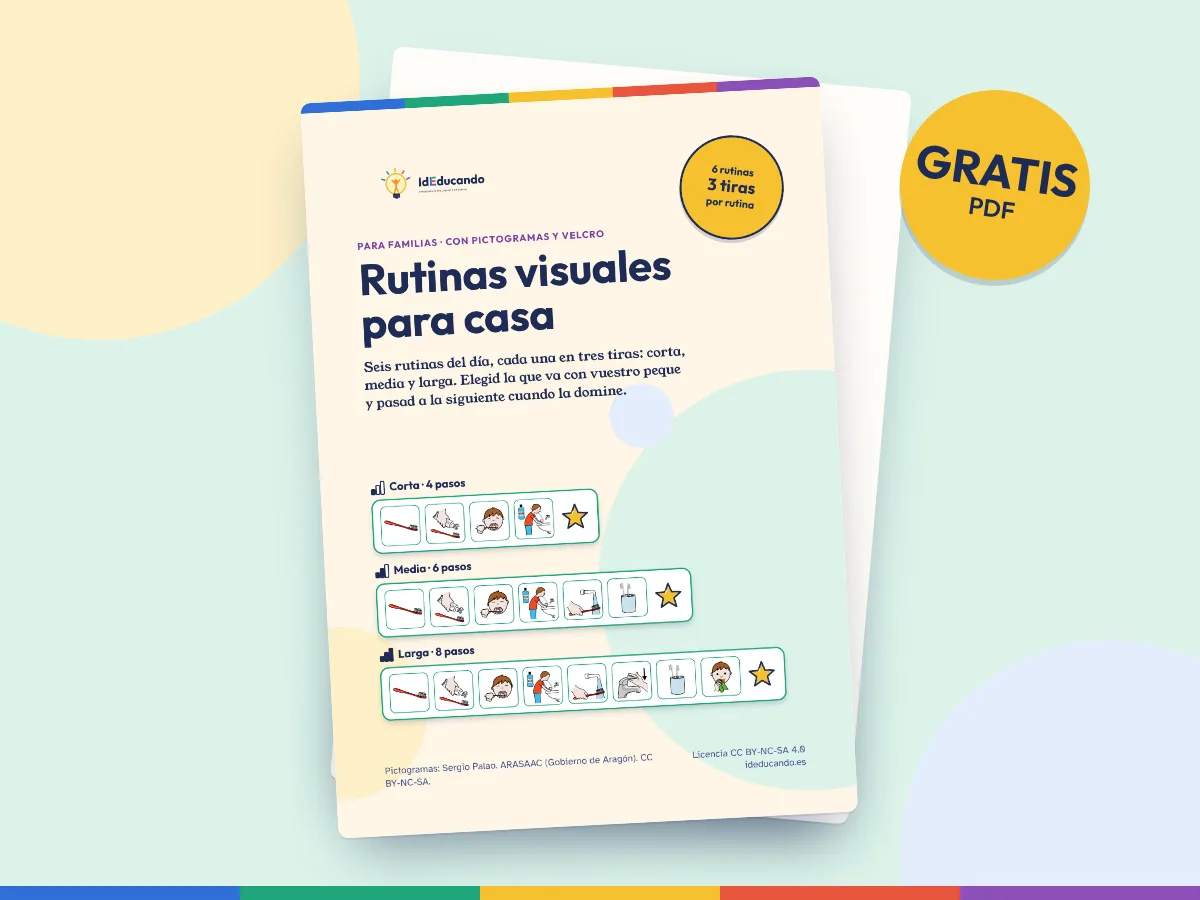 IdEducando
6 rutinas
3 tiras
por rutina
GRATIS
PDF
PARA FAMILIAS · CON PICTOGRAMAS Y VELCRO
Rutinas visuales
para casa
Seis rutinas del día, cada una en tres tiras: corta,
media y larga. Elegid la que va con vuestro peque
y pasad a la siguiente cuando la domine.
Corta · 4 pasos
Media · 6 pasos
Larga · 8 pasos
Pictogramas: Sergio Palao. ARASAAC (Gobierno de Aragón). CC
BY-NC-SA.
Licencia CC BY-NC-SA 4.0
ideducando.es